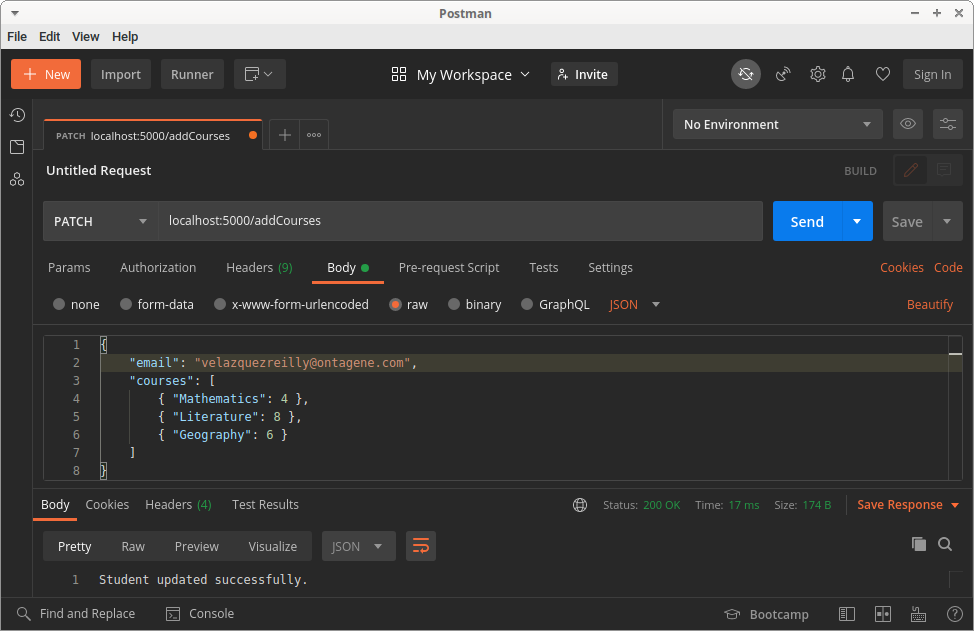 Postman
File Edit View Help
+ New Import Runner My Workspace Invite Sign In
PATCH localhost:5000/addCourses No Environment
Untitled Request BUILD
PATCH localhost:5000/addCourses Send Save
Params Authorization Headers (9) Body Pre-request Script Tests Settings Cookies Code
none form-data x-www-form-urlencoded raw binary GraphQL JSON Beautify
1 {
2 "email": "velazquezreilly@ontagene.com",
3 "courses": [
4 { "Mathematics": 4 },
5 { "Literature": 8 },
6 { "Geography": 6 }
7 ]
8 }
Body Cookies Headers (4) Test Results Status: 200 OK Time: 17 ms Size: 174 B Save Response
Pretty Raw Preview Visualize JSON
1 Student updated successfully.
Find and Replace Console Bootcamp